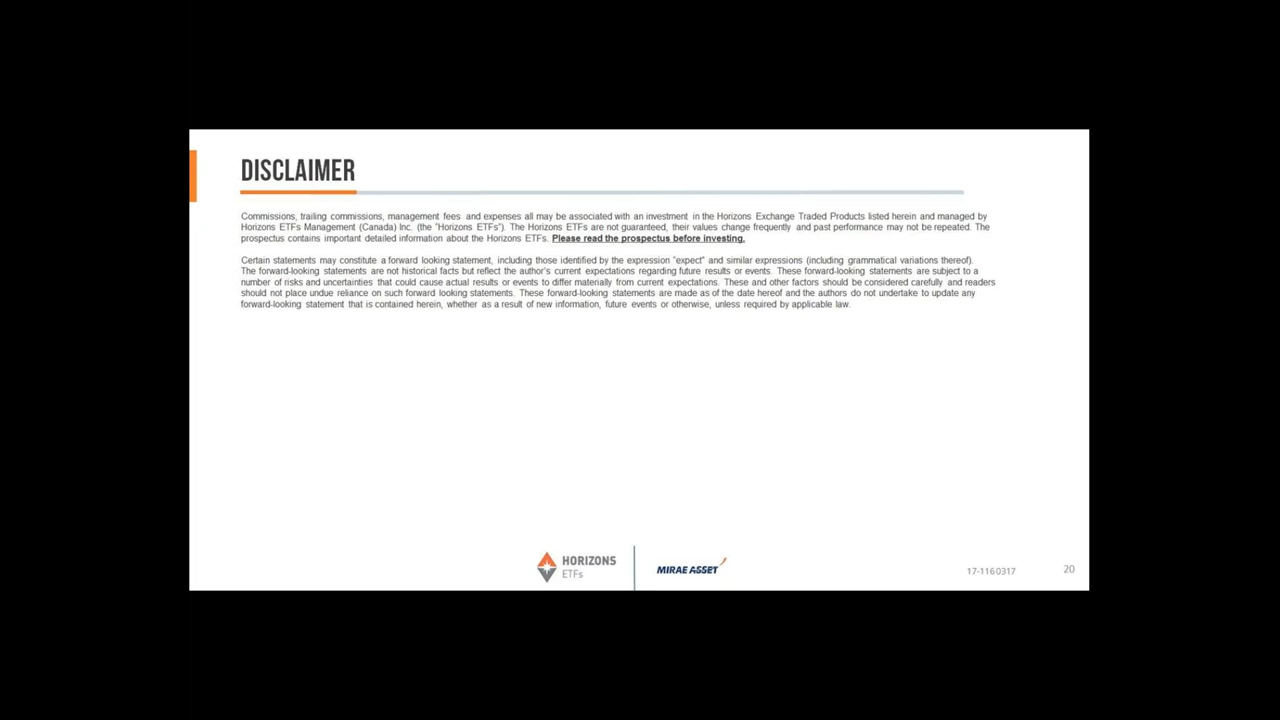 DISCLAIMER
Commissions, trailing commissions, management fees and expenses all may be associated with an investment in the Horizons Exchange Traded Products listed herein and managed by
Horizons ETFs Management (Canada) Inc. (the "Horizons ETFs"). The Horizons ETFs are not guaranteed, their values change frequently and past performance may not be repeated. The
prospectus contains important detailed information about the Horizons ETFs. Please read the prospectus before investing.
Certain statements may constitute a forward looking statement, including those identified by the expression "expect" and similar expressions (including grammatical variations thereof).
The forward-looking statements are not historical facts but reflect the author's current expectations regarding future results or events. These forward-looking statements are subject to a
number of risks and uncertainties that could cause actual results or events to differ materially from current expectations. These and other factors should be considered carefully and readers
should not place undue reliance on such forward looking statements. These forward-looking statements are made as of the date hereof and the authors do not undertake to update any
forward-looking statement that is contained herein, whether as a result of new information, future events or otherwise, unless required by applicable law.
HORIZONS
ETFs
MIRAE ASSET
17-1160317
20